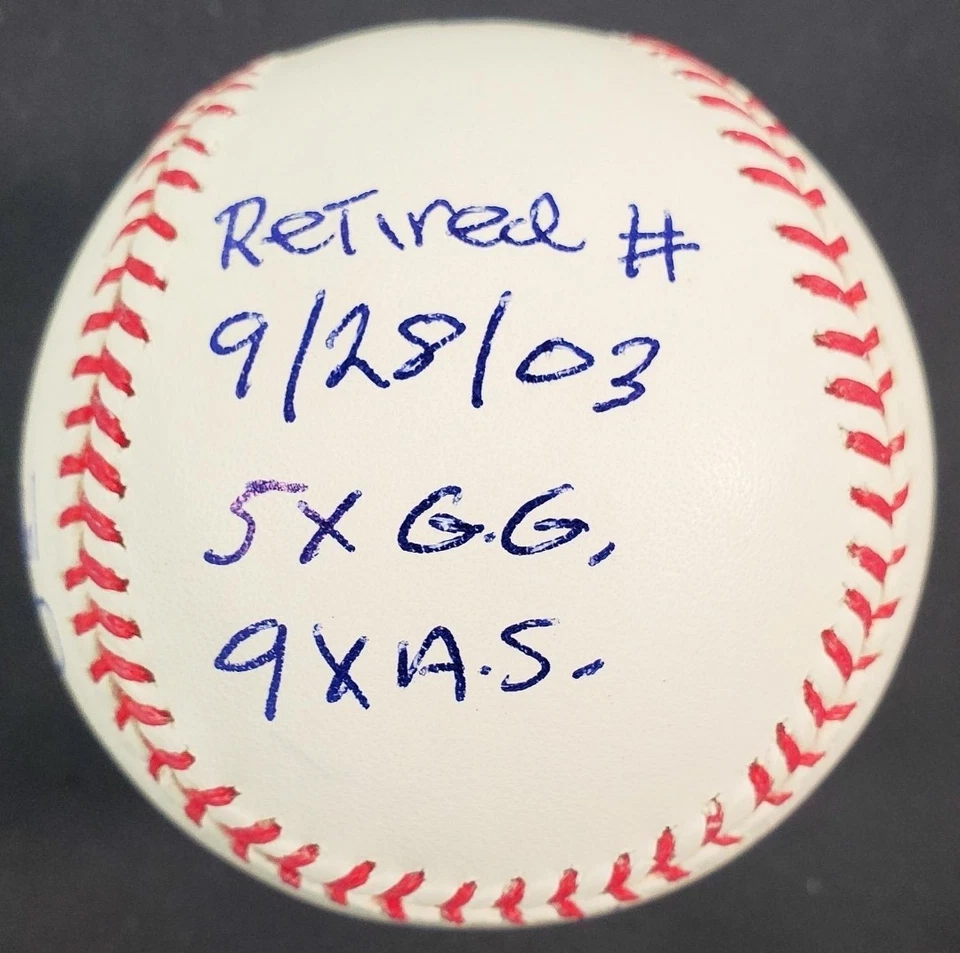 Retired #
9/28/03
5X G.G.
9X A.S.